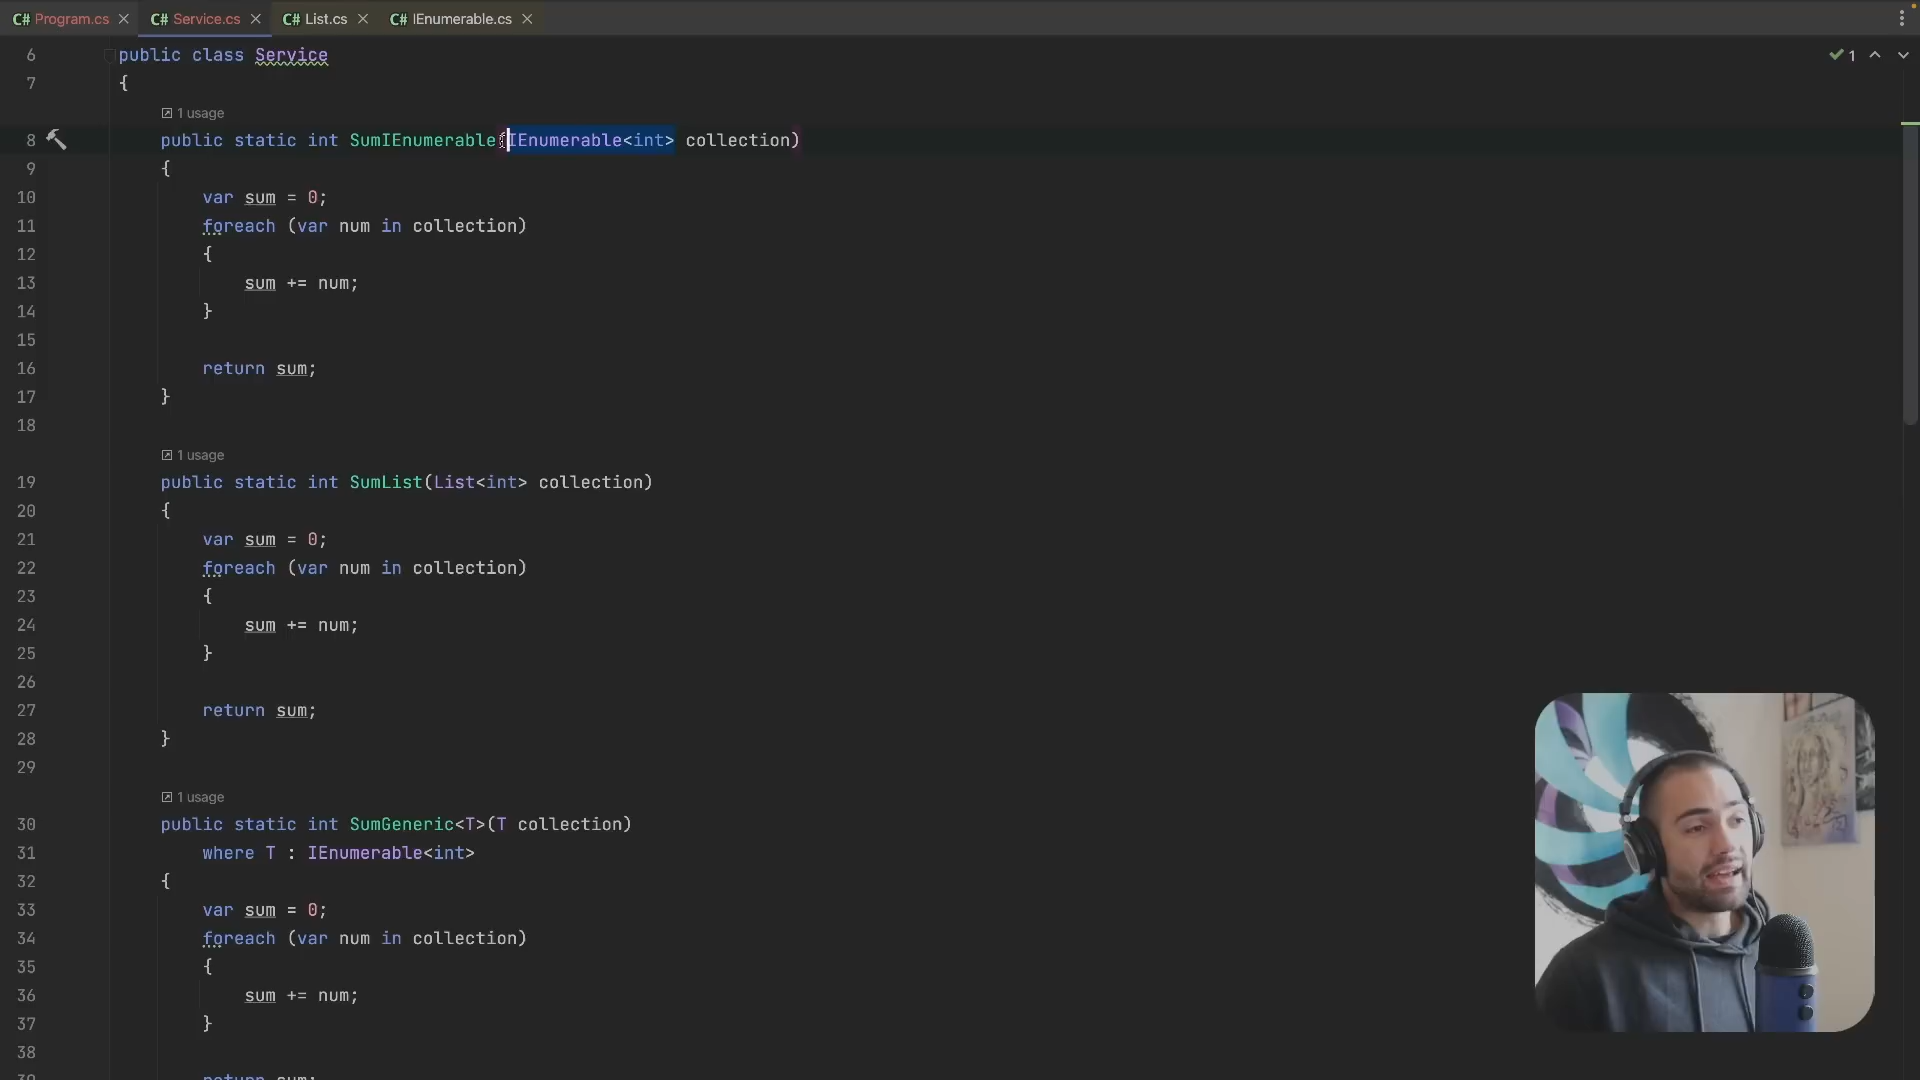 C# Program.cs
C# Service.cs
C# List.cs
C# IEnumerable.cs
6 public class Service
1
7 {
1 usage
8 public static int SumIEnumerable(IEnumerable<int> collection)
9 {
10 var sum = 0;
11 foreach (var num in collection)
12 {
13 sum += num;
14 }
15
16 return sum;
17 }
18
1 usage
19 public static int SumList(List<int> collection)
20 {
21 var sum = 0;
22 foreach (var num in collection)
23 {
24 sum += num;
25 }
26
27 return sum;
28 }
29
1 usage
30 public static int SumGeneric<T>(T collection)
31 where T : IEnumerable<int>
32 {
33 var sum = 0;
34 foreach (var num in collection)
35 {
36 sum += num;
37 }
38
39 return sum;